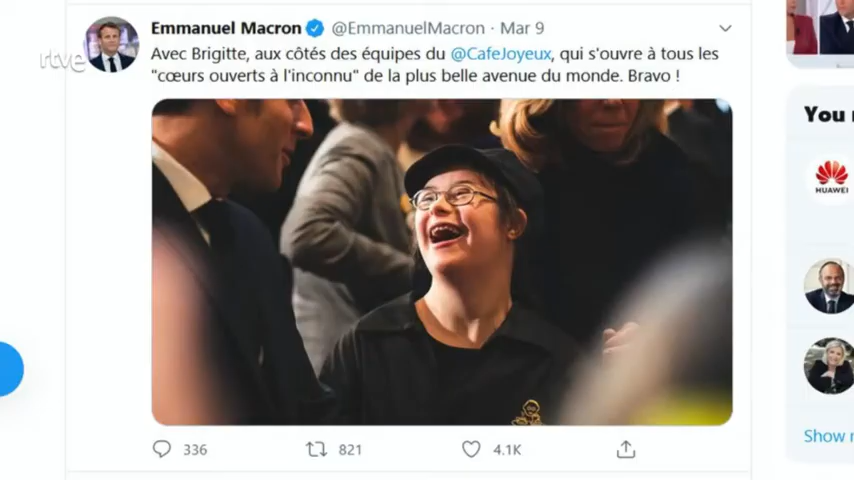 Emmanuel Macron @EmmanuelMacron · Mar 9
rtve
Avec Brigitte, aux côtés des équipes du @CafeJoyeux, qui s'ouvre à tous les
"cœurs ouverts à l'inconnu" de la plus belle avenue du monde. Bravo !
You
HUAWEI
336 821 4.1K
Show